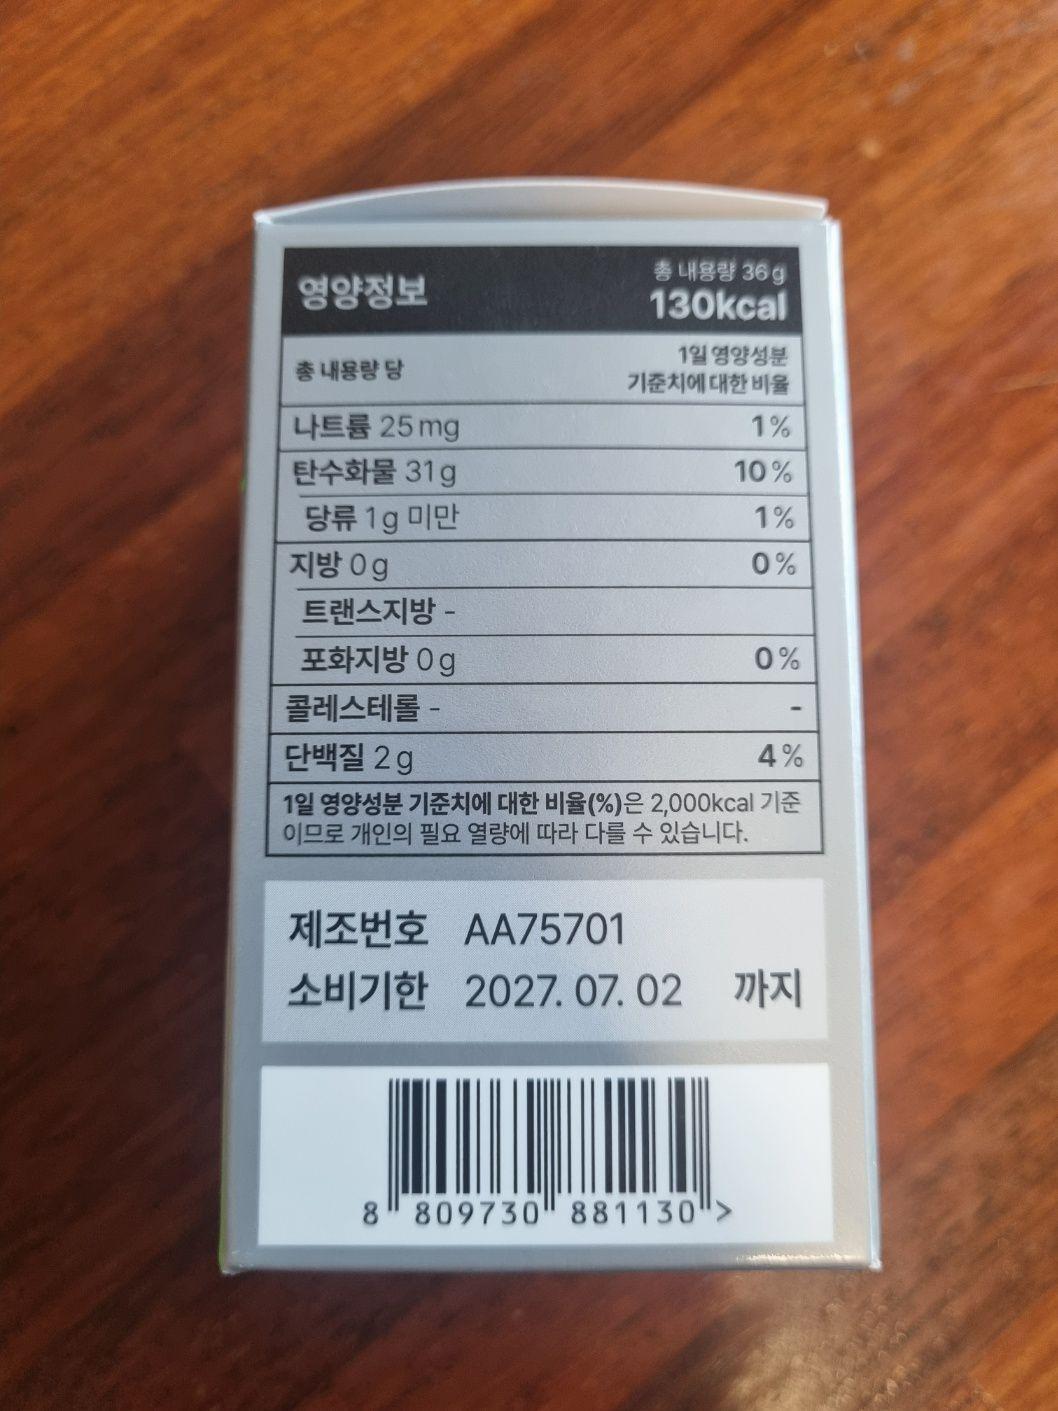 영양정보
총 내용량 36g
130kcal
총 내용량 당
1일 영양성분
기준치에 대한 비율
나트륨 25mg 1%
탄수화물 31g 10%
당류 1g 미만 1%
지방 0g 0%
트랜스지방 -
포화지방 0g 0%
콜레스테롤 - -
단백질 2g 4%
1일 영양성분 기준치에 대한 비율(%)은 2,000kcal 기준
이므로 개인의 필요 열량에 따라 다를 수 있습니다.
제조번호 AA75701
소비기한 2027. 07. 02 까지
8 809730 881130 >